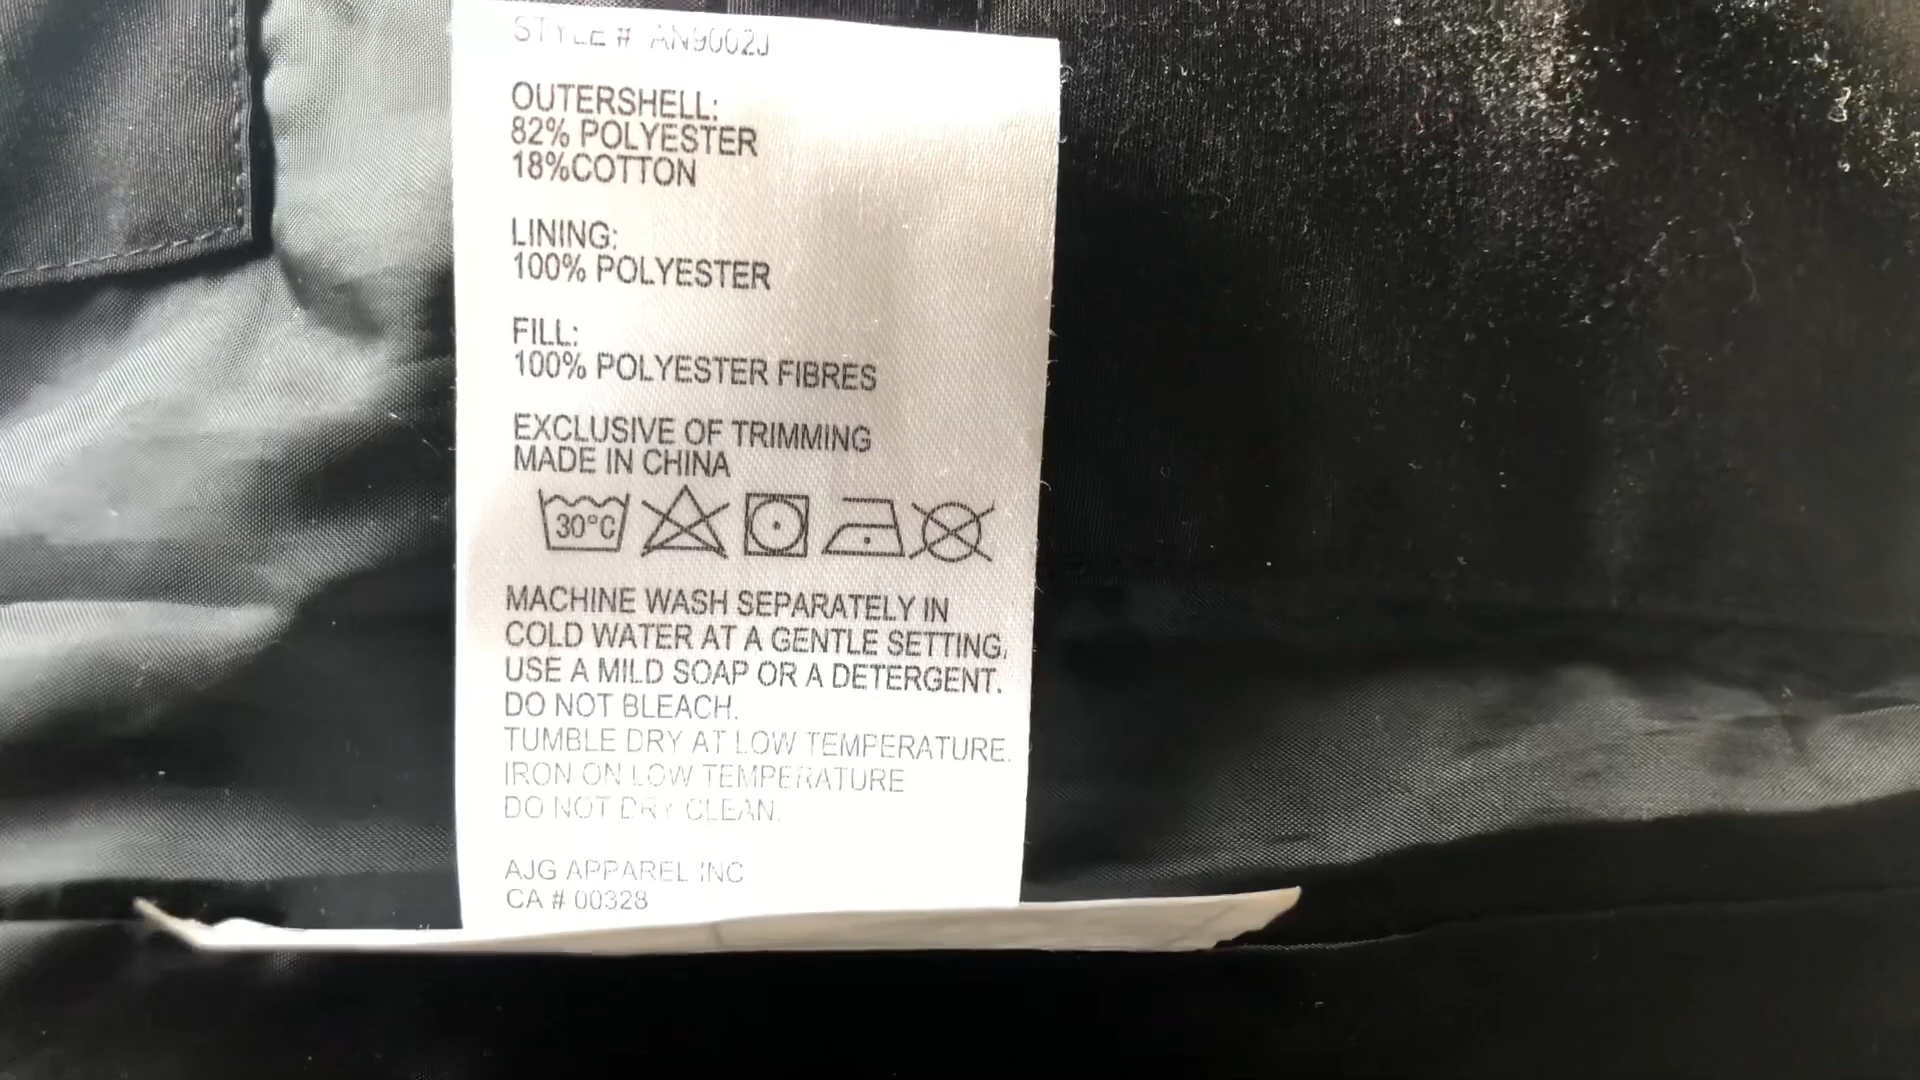 STYLE # AN9002J
OUTERSHELL:
82% POLYESTER
18%COTTON
LINING:
100% POLYESTER
FILL:
100% POLYESTER FIBRES
EXCLUSIVE OF TRIMMING
MADE IN CHINA
30°C
MACHINE WASH SEPARATELY IN
COLD WATER AT A GENTLE SETTING.
USE A MILD SOAP OR A DETERGENT.
DO NOT BLEACH.
TUMBLE DRY AT LOW TEMPERATURE.
IRON ON LOW TEMPERATURE
DO NOT DRY CLEAN.
AJG APPAREL INC
CA # 00328